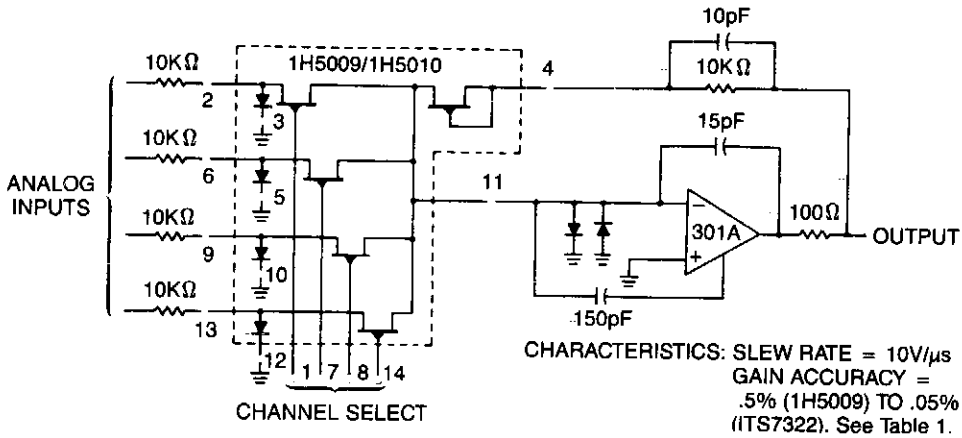 10pF
10KΩ
1H5009/1H5010
4
10KΩ
2
3
10KΩ
15pF
6
5
11
ANALOG
INPUTS
10KΩ
9
10
-
301A
+
100Ω
OUTPUT
10KΩ
13
12
150pF
1
7
8
14
CHANNEL SELECT
CHARACTERISTICS: SLEW RATE = 10V/µs
GAIN ACCURACY =
.5% (1H5009) TO .05%
(ITS7322). See Table 1.